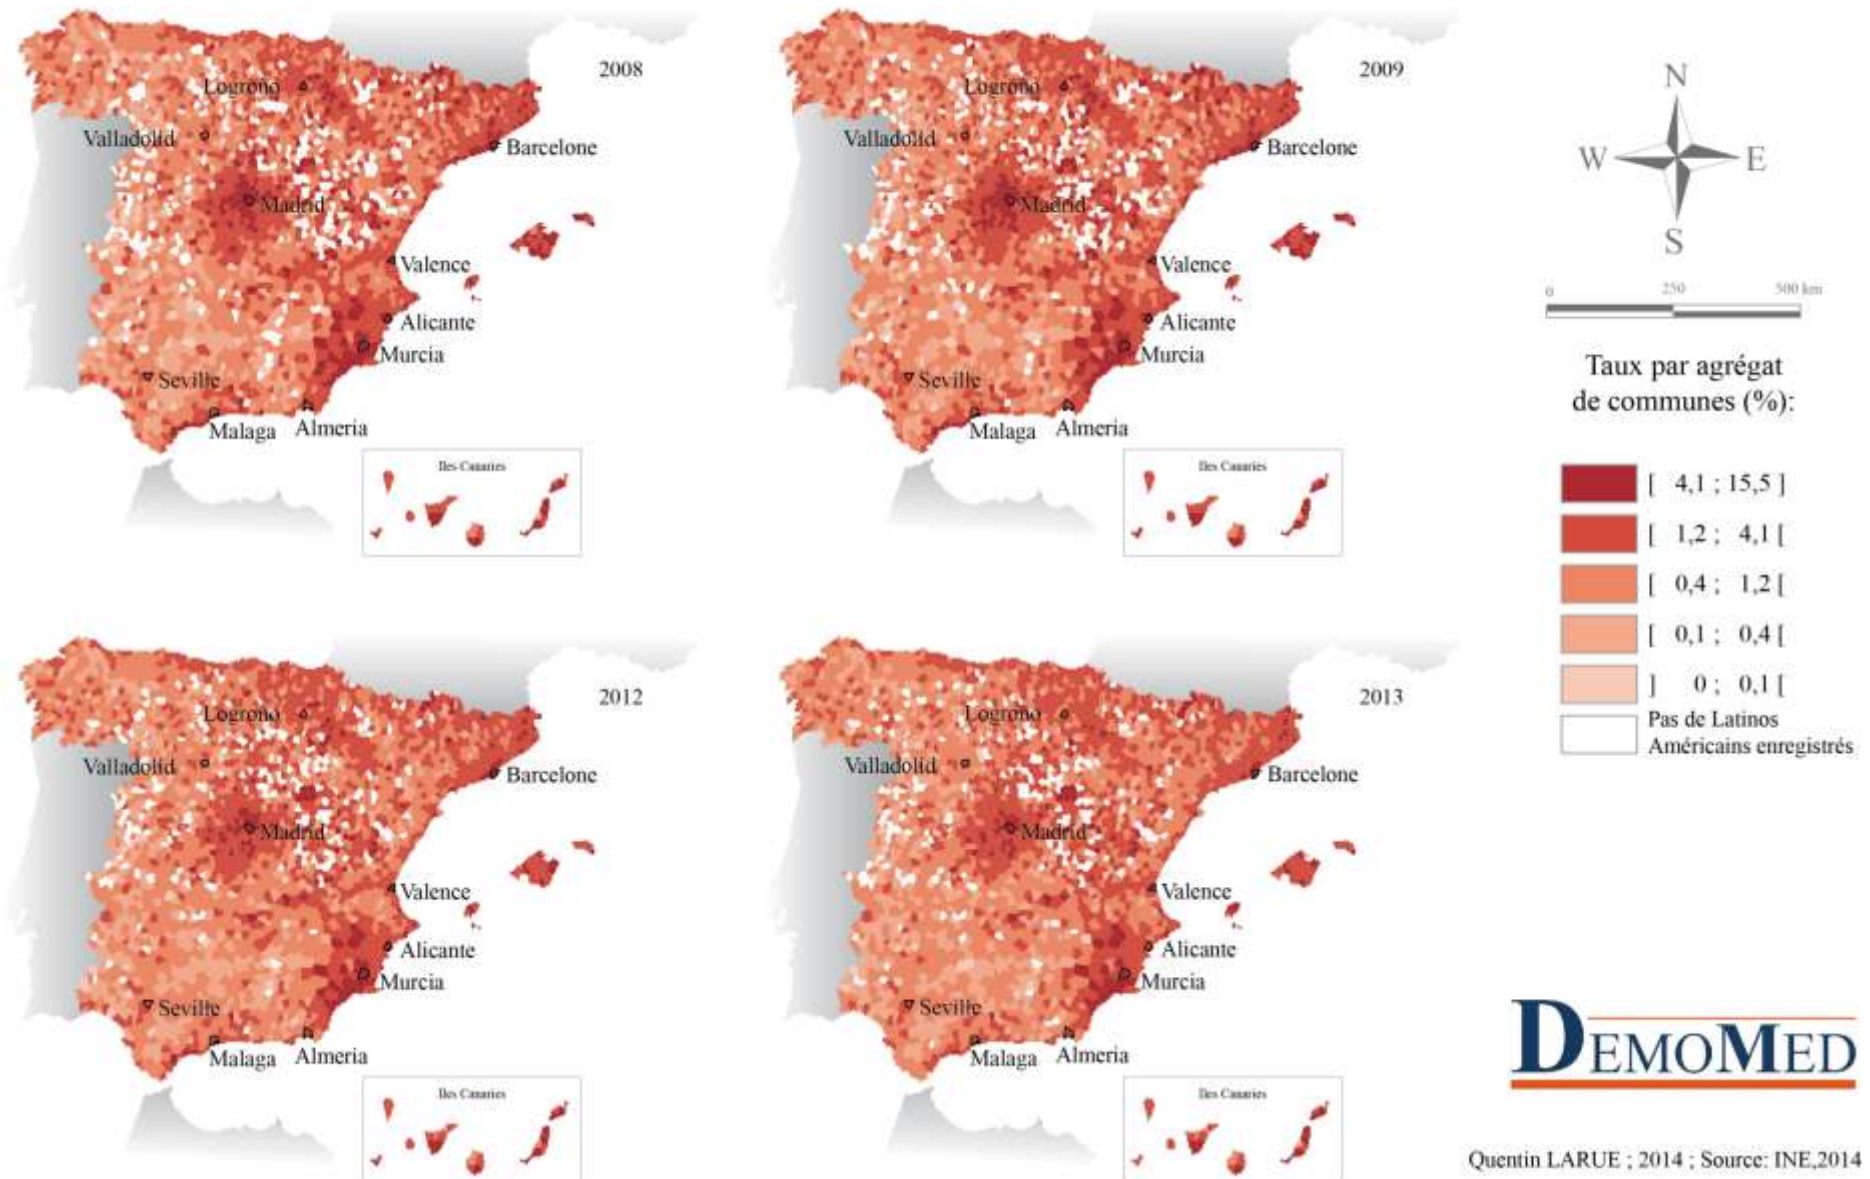 2008
Logroño
Valladolid
Barcelone
Madrid
Valence
Alicante
Murcia
Seville
Malaga
Almeria
Iles Canaries
2009
Logroño
Valladolid
Barcelone
Madrid
Valence
Alicante
Murcia
Seville
Malaga
Almeria
Iles Canaries
2012
Logroño
Valladolid
Barcelone
Madrid
Valence
Alicante
Murcia
Seville
Malaga
Almeria
Iles Canaries
2013
Logroño
Valladolid
Barcelone
Madrid
Valence
Alicante
Murcia
Seville
Malaga
Almeria
Iles Canaries
N
W E
S
0 250 500 km
Taux par agrégat
de communes (%):
[ 4,1 ; 15,5 ]
[ 1,2 ; 4,1 [
[ 0,4 ; 1,2 [
[ 0,1 ; 0,4 [
] 0 ; 0,1 [
Pas de Latinos
Américains enregistrés
DEMOMED
Quentin LARUE ; 2014 ; Source: INE,2014